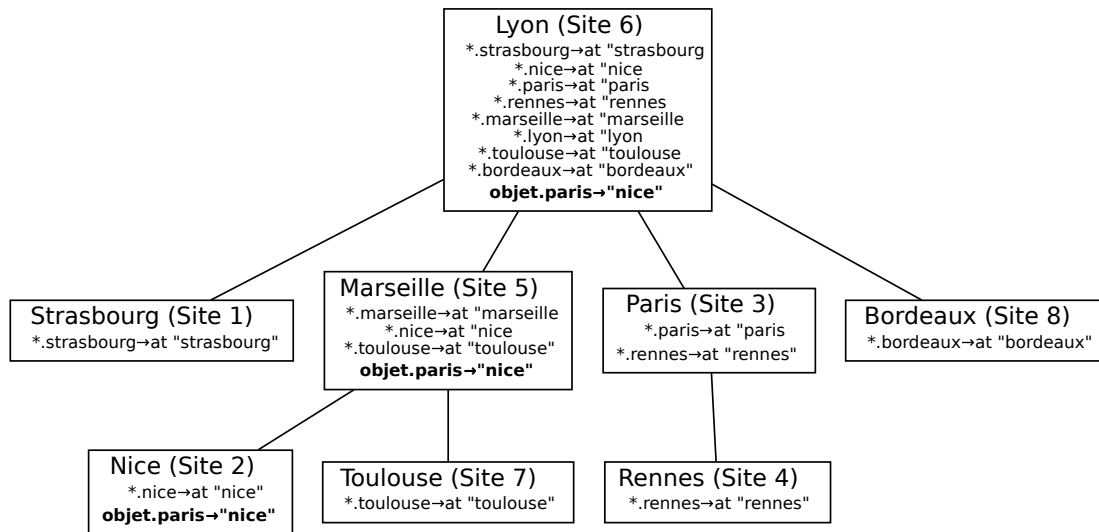 Lyon (Site 6)
*.strasbourg→at "strasbourg
*.nice→at "nice
*.paris→at "paris
*.rennes→at "rennes
*.marseille→at "marseille
*.lyon→at "lyon
*.toulouse→at "toulouse
*.bordeaux→at "bordeaux"
objet.paris→"nice"
Strasbourg (Site 1)
*.strasbourg→at "strasbourg"
Marseille (Site 5)
*.marseille→at "marseille
*.nice→at "nice
*.toulouse→at "toulouse"
objet.paris→"nice"
Paris (Site 3)
*.paris→at "paris
*.rennes→at "rennes"
Bordeaux (Site 8)
*.bordeaux→at "bordeaux"
Nice (Site 2)
*.nice→at "nice"
objet.paris→"nice"
Toulouse (Site 7)
*.toulouse→at "toulouse"
Rennes (Site 4)
*.rennes→at "rennes"